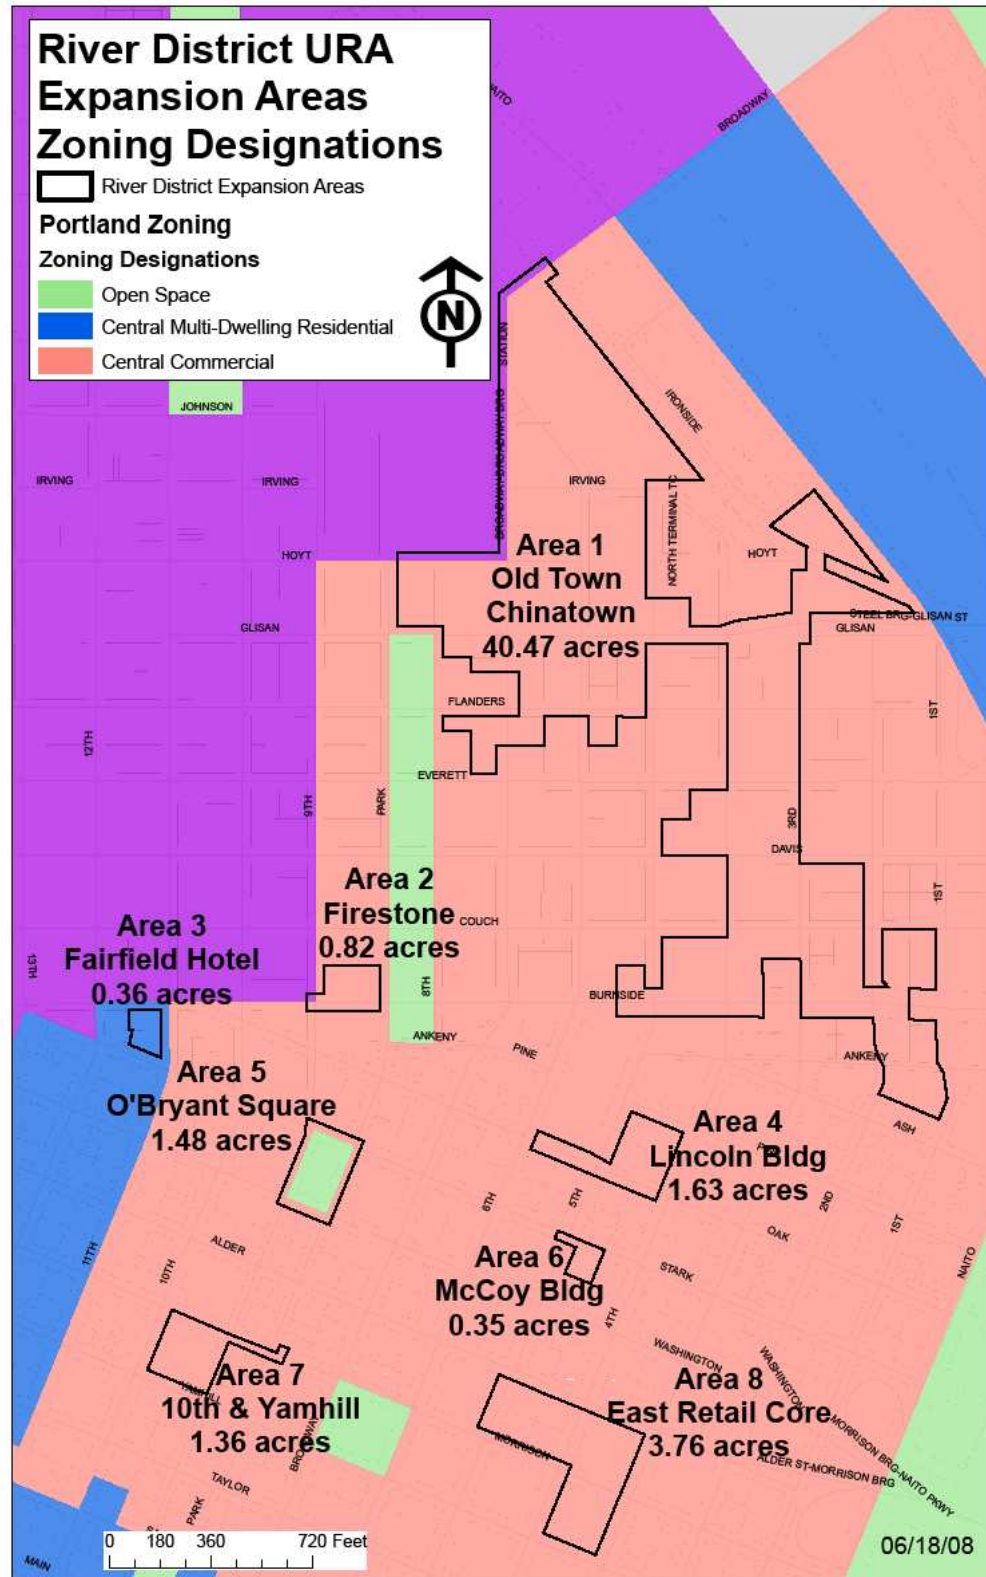 River District URA
Expansion Areas
Zoning Designations
River District Expansion Areas
Portland Zoning
Zoning Designations
Open Space
Central Multi-Dwelling Residential
Central Commercial
N
NAITO
BROADWAY
STATION
JOHNSON
IRONSIDE
IRVING
IRVING
IRVING
BROADWAY-BROADWAY BRG
NORTH TERMINAL TC
HOYT
HOYT
Area 1
Old Town
Chinatown
40.47 acres
STEEL BRG-GLISAN ST
GLISAN
GLISAN
FLANDERS
1ST
12TH
EVERETT
9TH
PARK
3RD
DAVIS
Area 2
Firestone
0.82 acres
COUCH
1ST
Area 3
Fairfield Hotel
0.36 acres
13TH
8TH
BURNSIDE
ANKENY
PINE
ANKENY
Area 5
O'Bryant Square
1.48 acres
ASH
Area 4
Lincoln Bldg
1.63 acres
6TH
5TH
2ND
1ST
OAK
11TH
ALDER
10TH
STARK
NAITO
Area 6
McCoy Bldg
0.35 acres
4TH
WASHINGTON
WASHINGTON
Area 7
10th & Yamhill
1.36 acres
YAMHILL
BROADWAY
Area 8
East Retail Core
3.76 acres
MORRISON
MORRISON BRG-NAITO PKWY
ALDER ST-MORRISON BRG
TAYLOR
PARK
MAIN
0 180 360 720 Feet
06/18/08